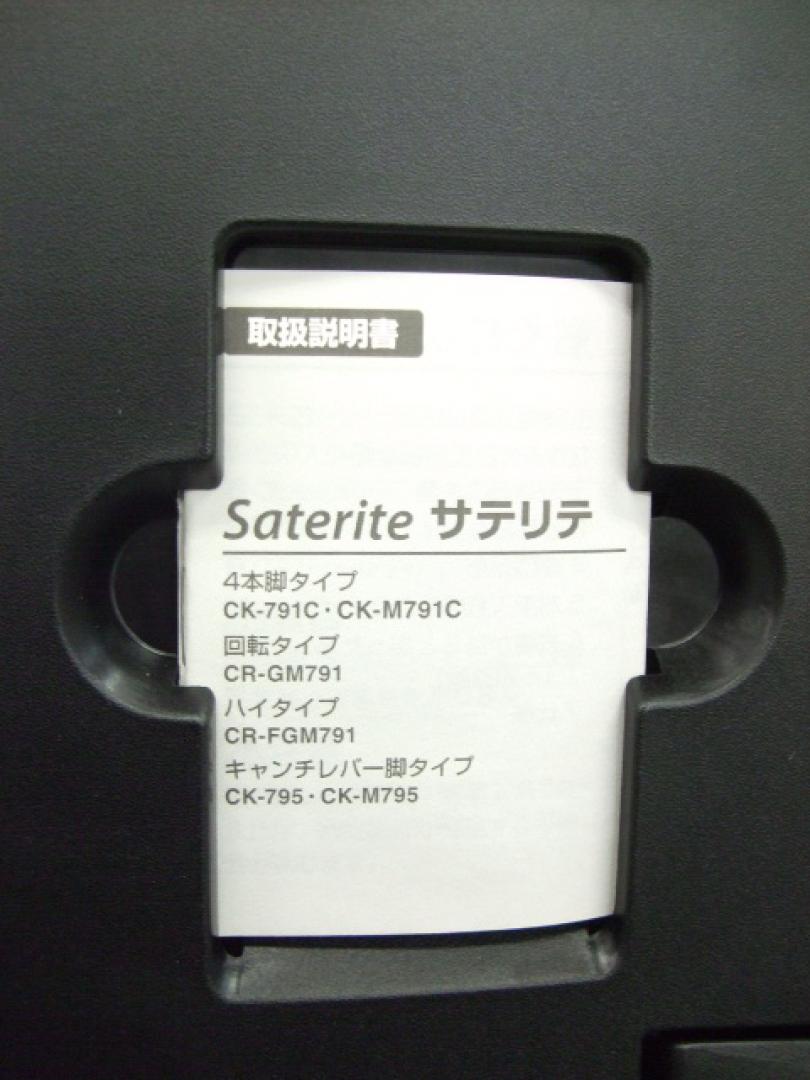 取扱説明書
Saterite サテリテ
4本脚タイプ
CK-791C・CK-M791C
回転タイプ
CR-GM791
ハイタイプ
CR-FGM791
キャンチレバー脚タイプ
CK-795・CK-M795